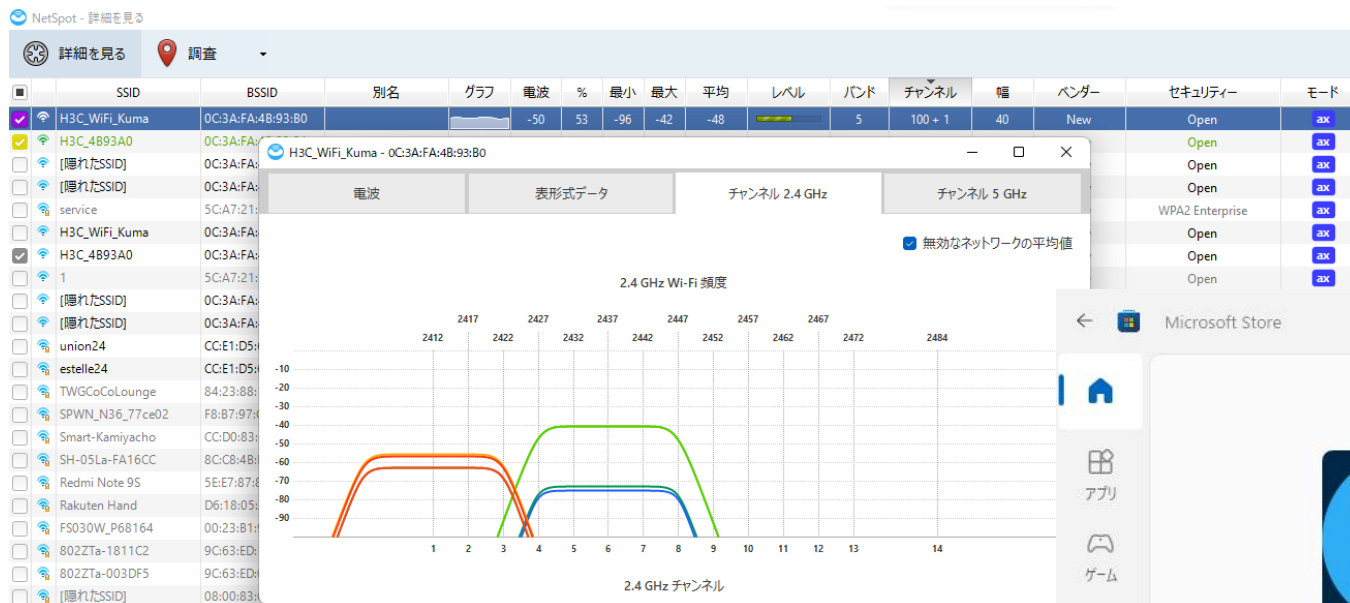 NetSpot - 詳細を見る
詳細を見る 調査
SSID BSSID 別名 グラフ 電波 % 最小 最大 平均 レベル バンド チャンネル 幅 ベンダー セキュリティー モード
H3C_WiFi_Kuma 0C:3A:FA:4B:93:B0 -50 53 -96 -42 -48 5 100 + 1 40 New Open ax
H3C_4B93A0 0C:3A:FA: Open ax
[隠れたSSID] 0C:3A:FA: Open ax
[隠れたSSID] 0C:3A:FA: Open ax
service 5C:A7:21: WPA2 Enterprise ax
H3C_WiFi_Kuma 0C:3A:FA: Open ax
H3C_4B93A0 0C:3A:FA: Open ax
1 5C:A7:21: Open ax
[隠れたSSID] 0C:3A:FA:
[隠れたSSID] 0C:3A:FA:
union24 CC:E1:D5:
estelle24 CC:E1:D5:
TWGCoCoLounge 84:23:88:
SPWN_N36_77ce02 F8:B7:97:
Smart-Kamiyacho CC:D0:83:
SH-05La-FA16CC 8C:C8:4B:
Redmi Note 9S 5E:E7:87:
Rakuten Hand D6:18:05:
FS030W_P68164 00:23:B1:
802ZTa-1811C2 9C:63:ED:
802ZTa-003DF5 9C:63:ED:
[隠れたSSID] 08:00:83:
H3C_WiFi_Kuma - 0C:3A:FA:4B:93:B0
電波 表形式データ チャンネル 2.4 GHz チャンネル 5 GHz
無効なネットワークの平均値
2.4 GHz Wi-Fi 頻度
2417 2427 2437 2447 2457 2467
2412 2422 2432 2442 2452 2462 2472 2484
-10
-20
-30
-40
-50
-60
-70
-80
-90
1 2 3 4 5 6 7 8 9 10 11 12 13 14
2.4 GHz チャンネル
Microsoft Store
アプリ
ゲーム